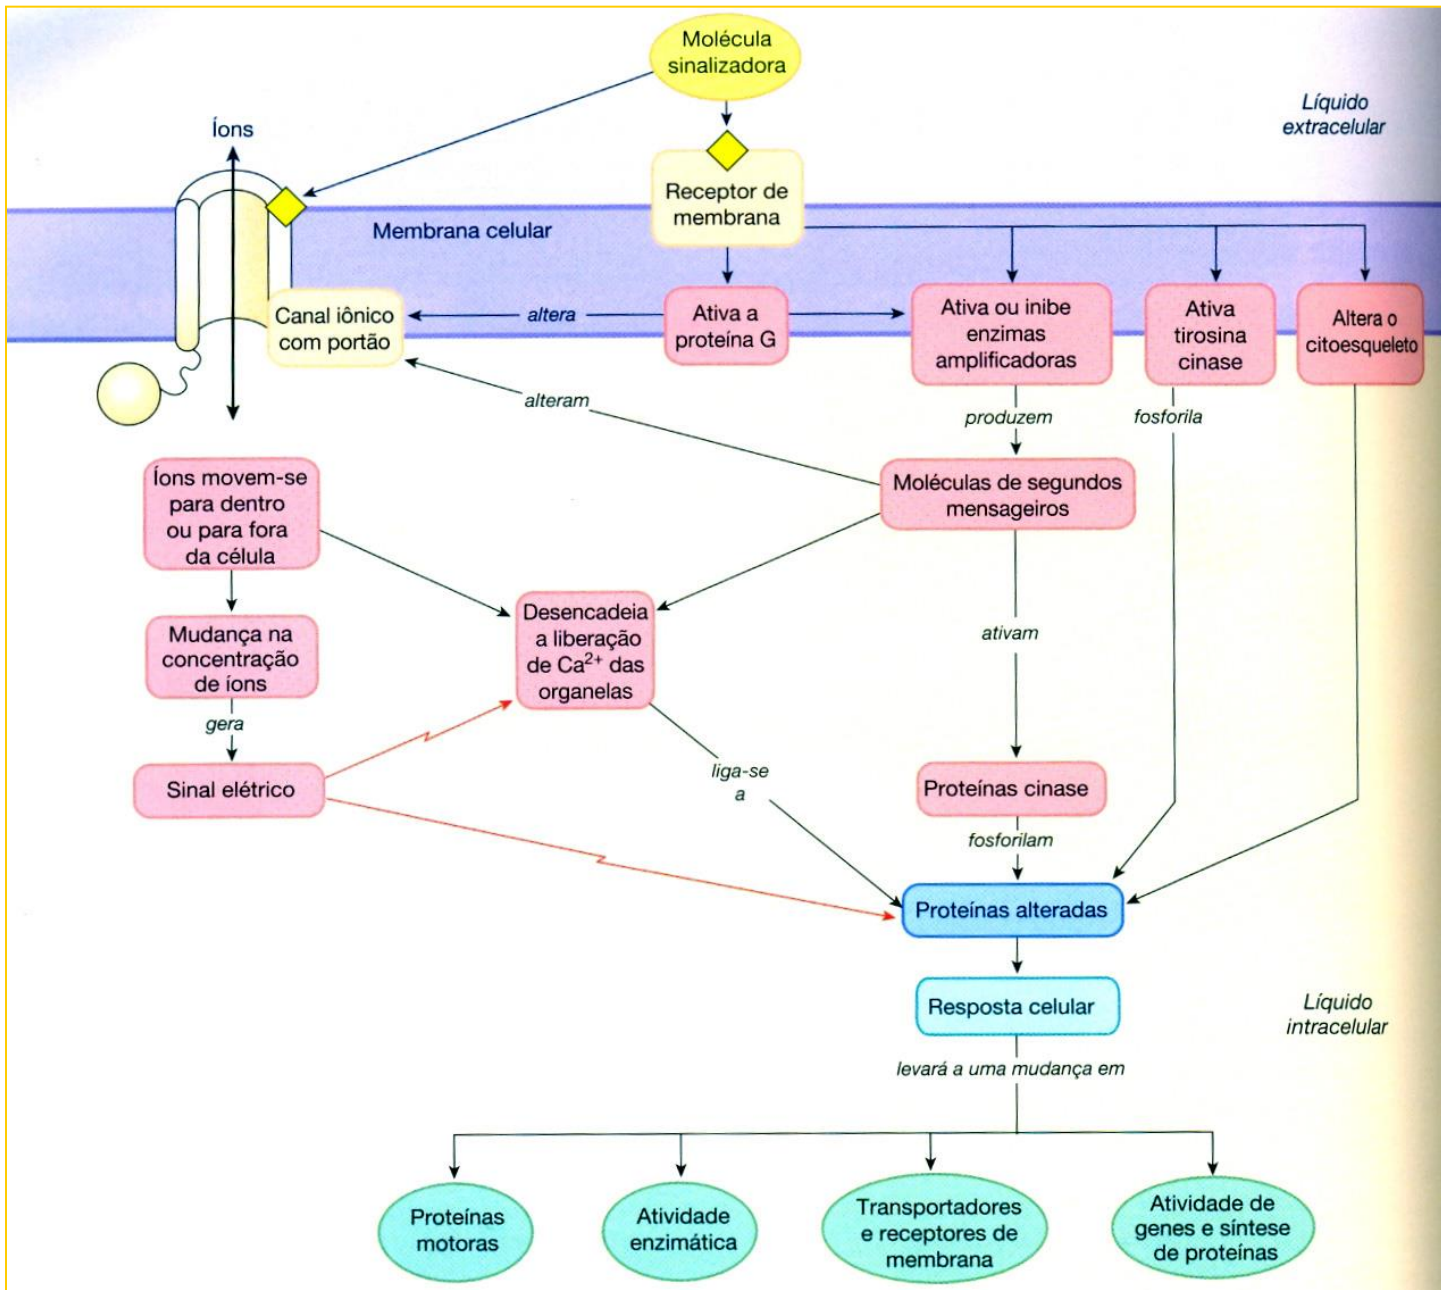 Molécula
sinalizadora
Líquido
extracelular
Íons
Receptor de
membrana
Membrana celular
Canal iônico
com portão
altera
Ativa a
proteína G
Ativa ou inibe
enzimas
amplificadoras
Ativa
tirosina
cinase
Altera o
citoesqueleto
alteram
produzem
fosforila
Íons movem-se
para dentro
ou para fora
da célula
Moléculas de segundos
mensageiros
Desencadeia
a liberação
de Ca²⁺ das
organelas
Mudança na
concentração
de íons
ativam
gera
Sinal elétrico
liga-se
a
Proteínas cinase
fosforilam
Proteínas alteradas
Resposta celular
Líquido
intracelular
levará a uma mudança em
Proteínas
motoras
Atividade
enzimática
Transportadores
e receptores de
membrana
Atividade de
genes e síntese
de proteínas